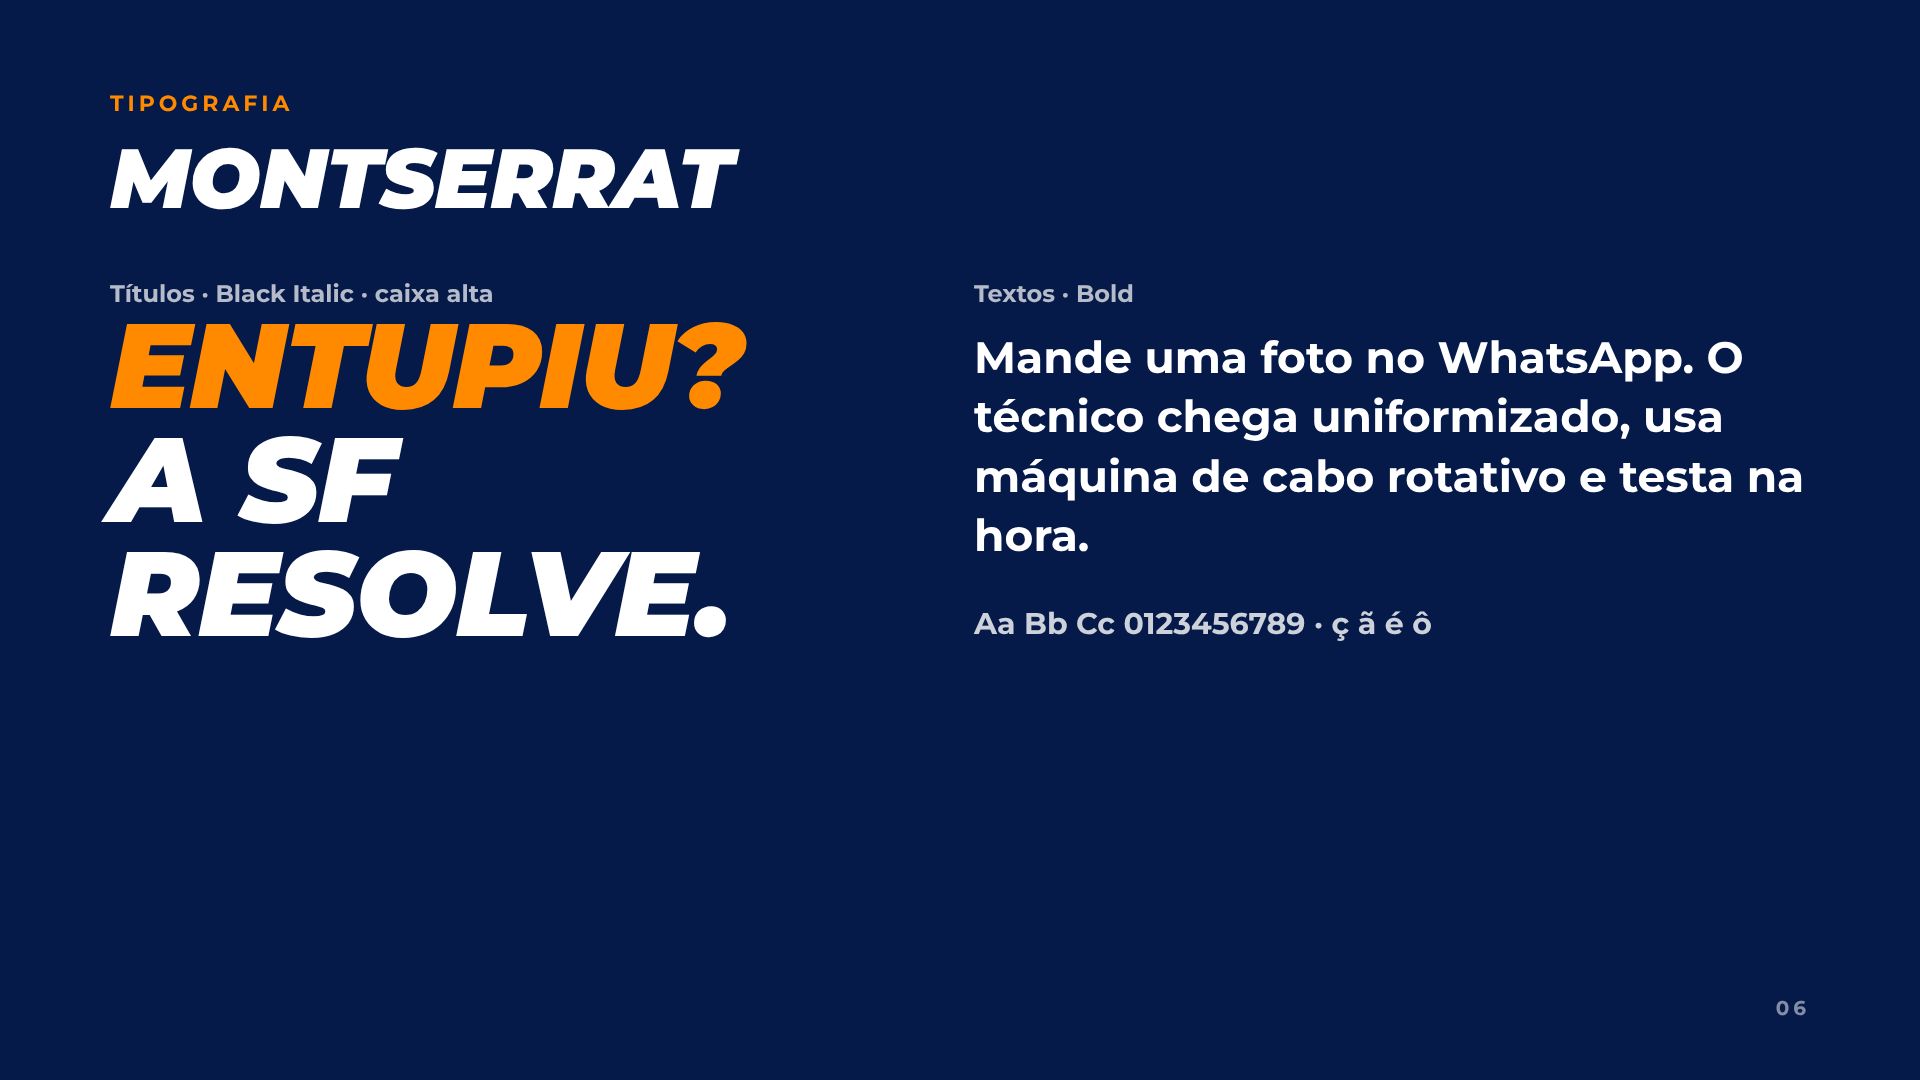 TIPOGRAFIA
MONTSERRAT
Títulos · Black Italic · caixa alta
ENTUPIU?
A SF
RESOLVE.
Textos · Bold
Mande uma foto no WhatsApp. O
técnico chega uniformizado, usa
máquina de cabo rotativo e testa na
hora.
Aa Bb Cc 0123456789 · ç ã é ô
06